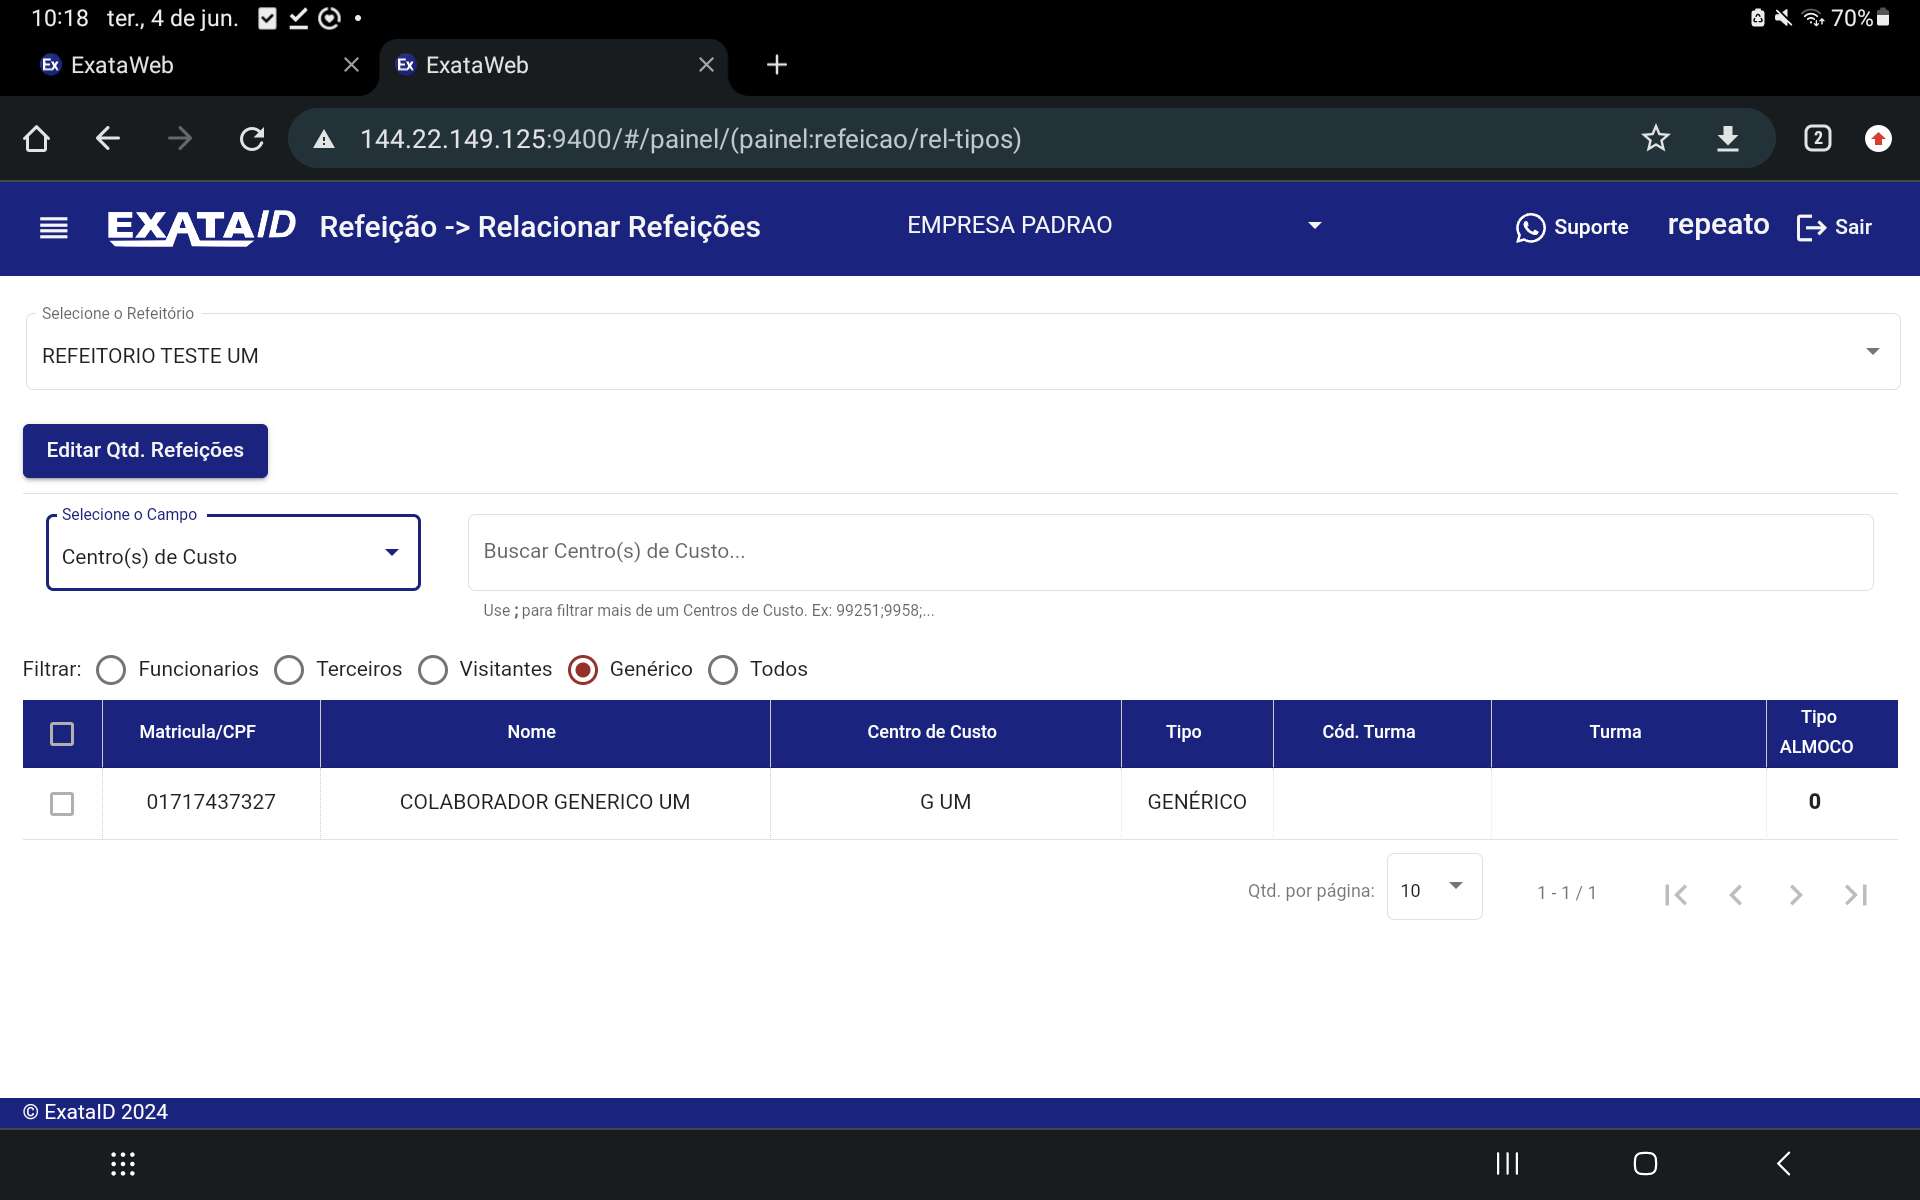 10:18 ter., 4 de jun.
70%
Ex ExataWeb
Ex ExataWeb
144.22.149.125:9400/#/painel/(painel:refeicao/rel-tipos)
2
EXATA/ID
Refeição -> Relacionar Refeições
EMPRESA PADRAO
Suporte
repeato
Sair
Selecione o Refeitório
REFEITORIO TESTE UM
Editar Qtd. Refeições
Selecione o Campo
Centro(s) de Custo
Buscar Centro(s) de Custo...
Use ; para filtrar mais de um Centros de Custo. Ex: 99251;9958;...
Filtrar: Funcionarios Terceiros Visitantes Genérico Todos
Matricula/CPF Nome Centro de Custo Tipo Cód. Turma Turma Tipo ALMOCO
01717437327 COLABORADOR GENERICO UM G UM GENÉRICO 0
Qtd. por página: 10 1 - 1 / 1
© ExataID 2024